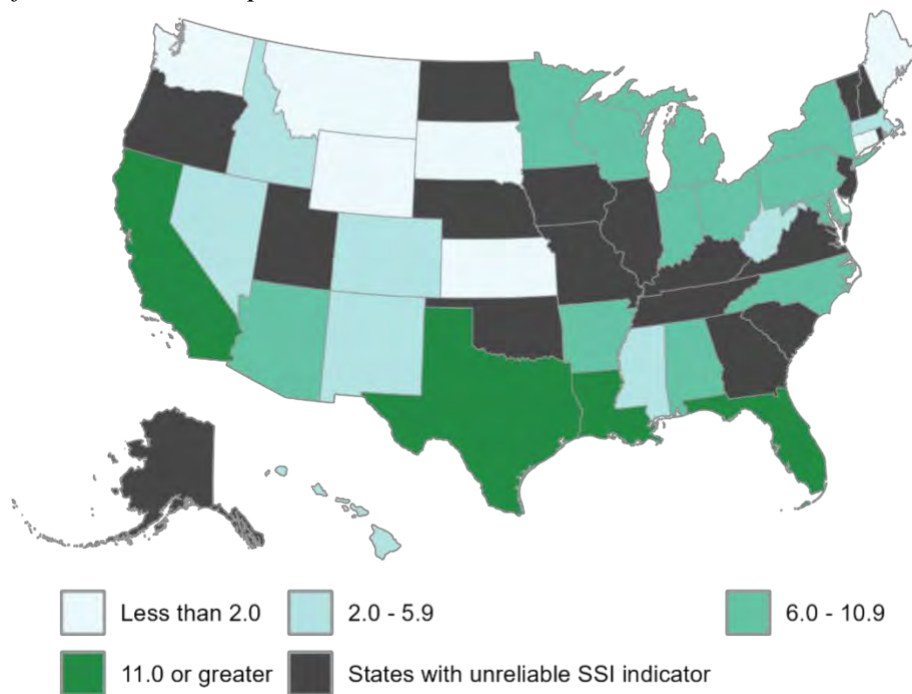 Less than 2.0
2.0 - 5.9
6.0 - 10.9
11.0 or greater
States with unreliable SSI indicator